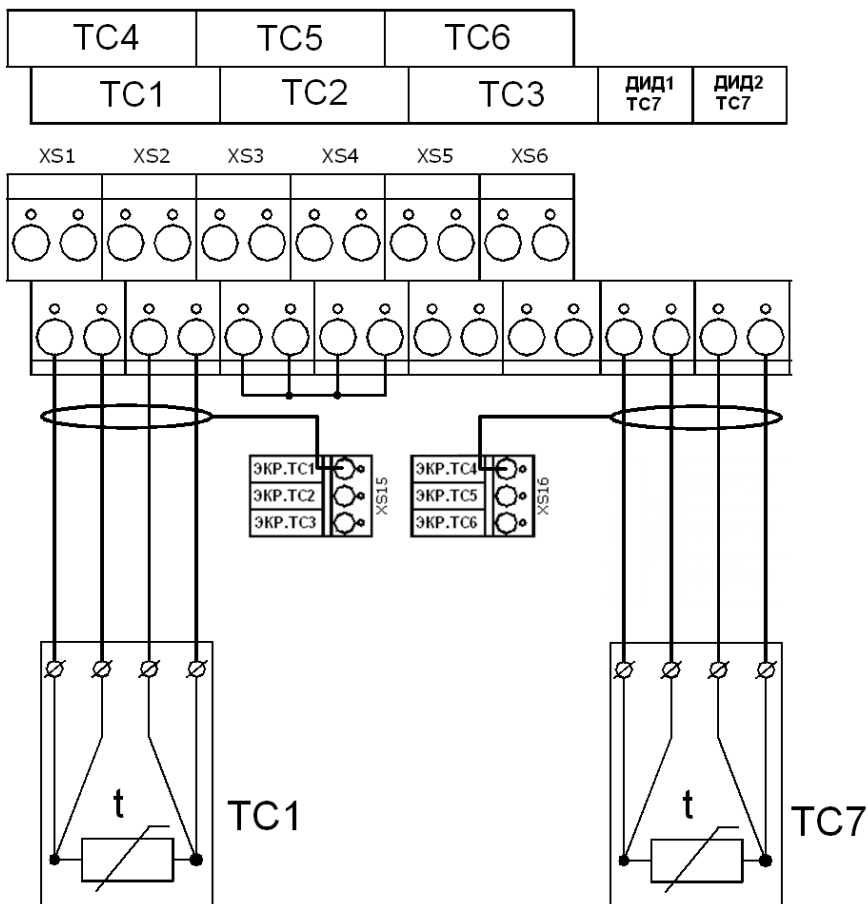 ТС4 ТС5 ТС6
ТС1 ТС2 ТС3 ДИД1 ДИД2
ТС7 ТС7
XS1 XS2 XS3 XS4 XS5 XS6
ЭКР.ТС1
ЭКР.ТС2
ЭКР.ТС3
XS15
ЭКР.ТС4
ЭКР.ТС5
ЭКР.ТС6
XS16
t ТС1
t ТС7